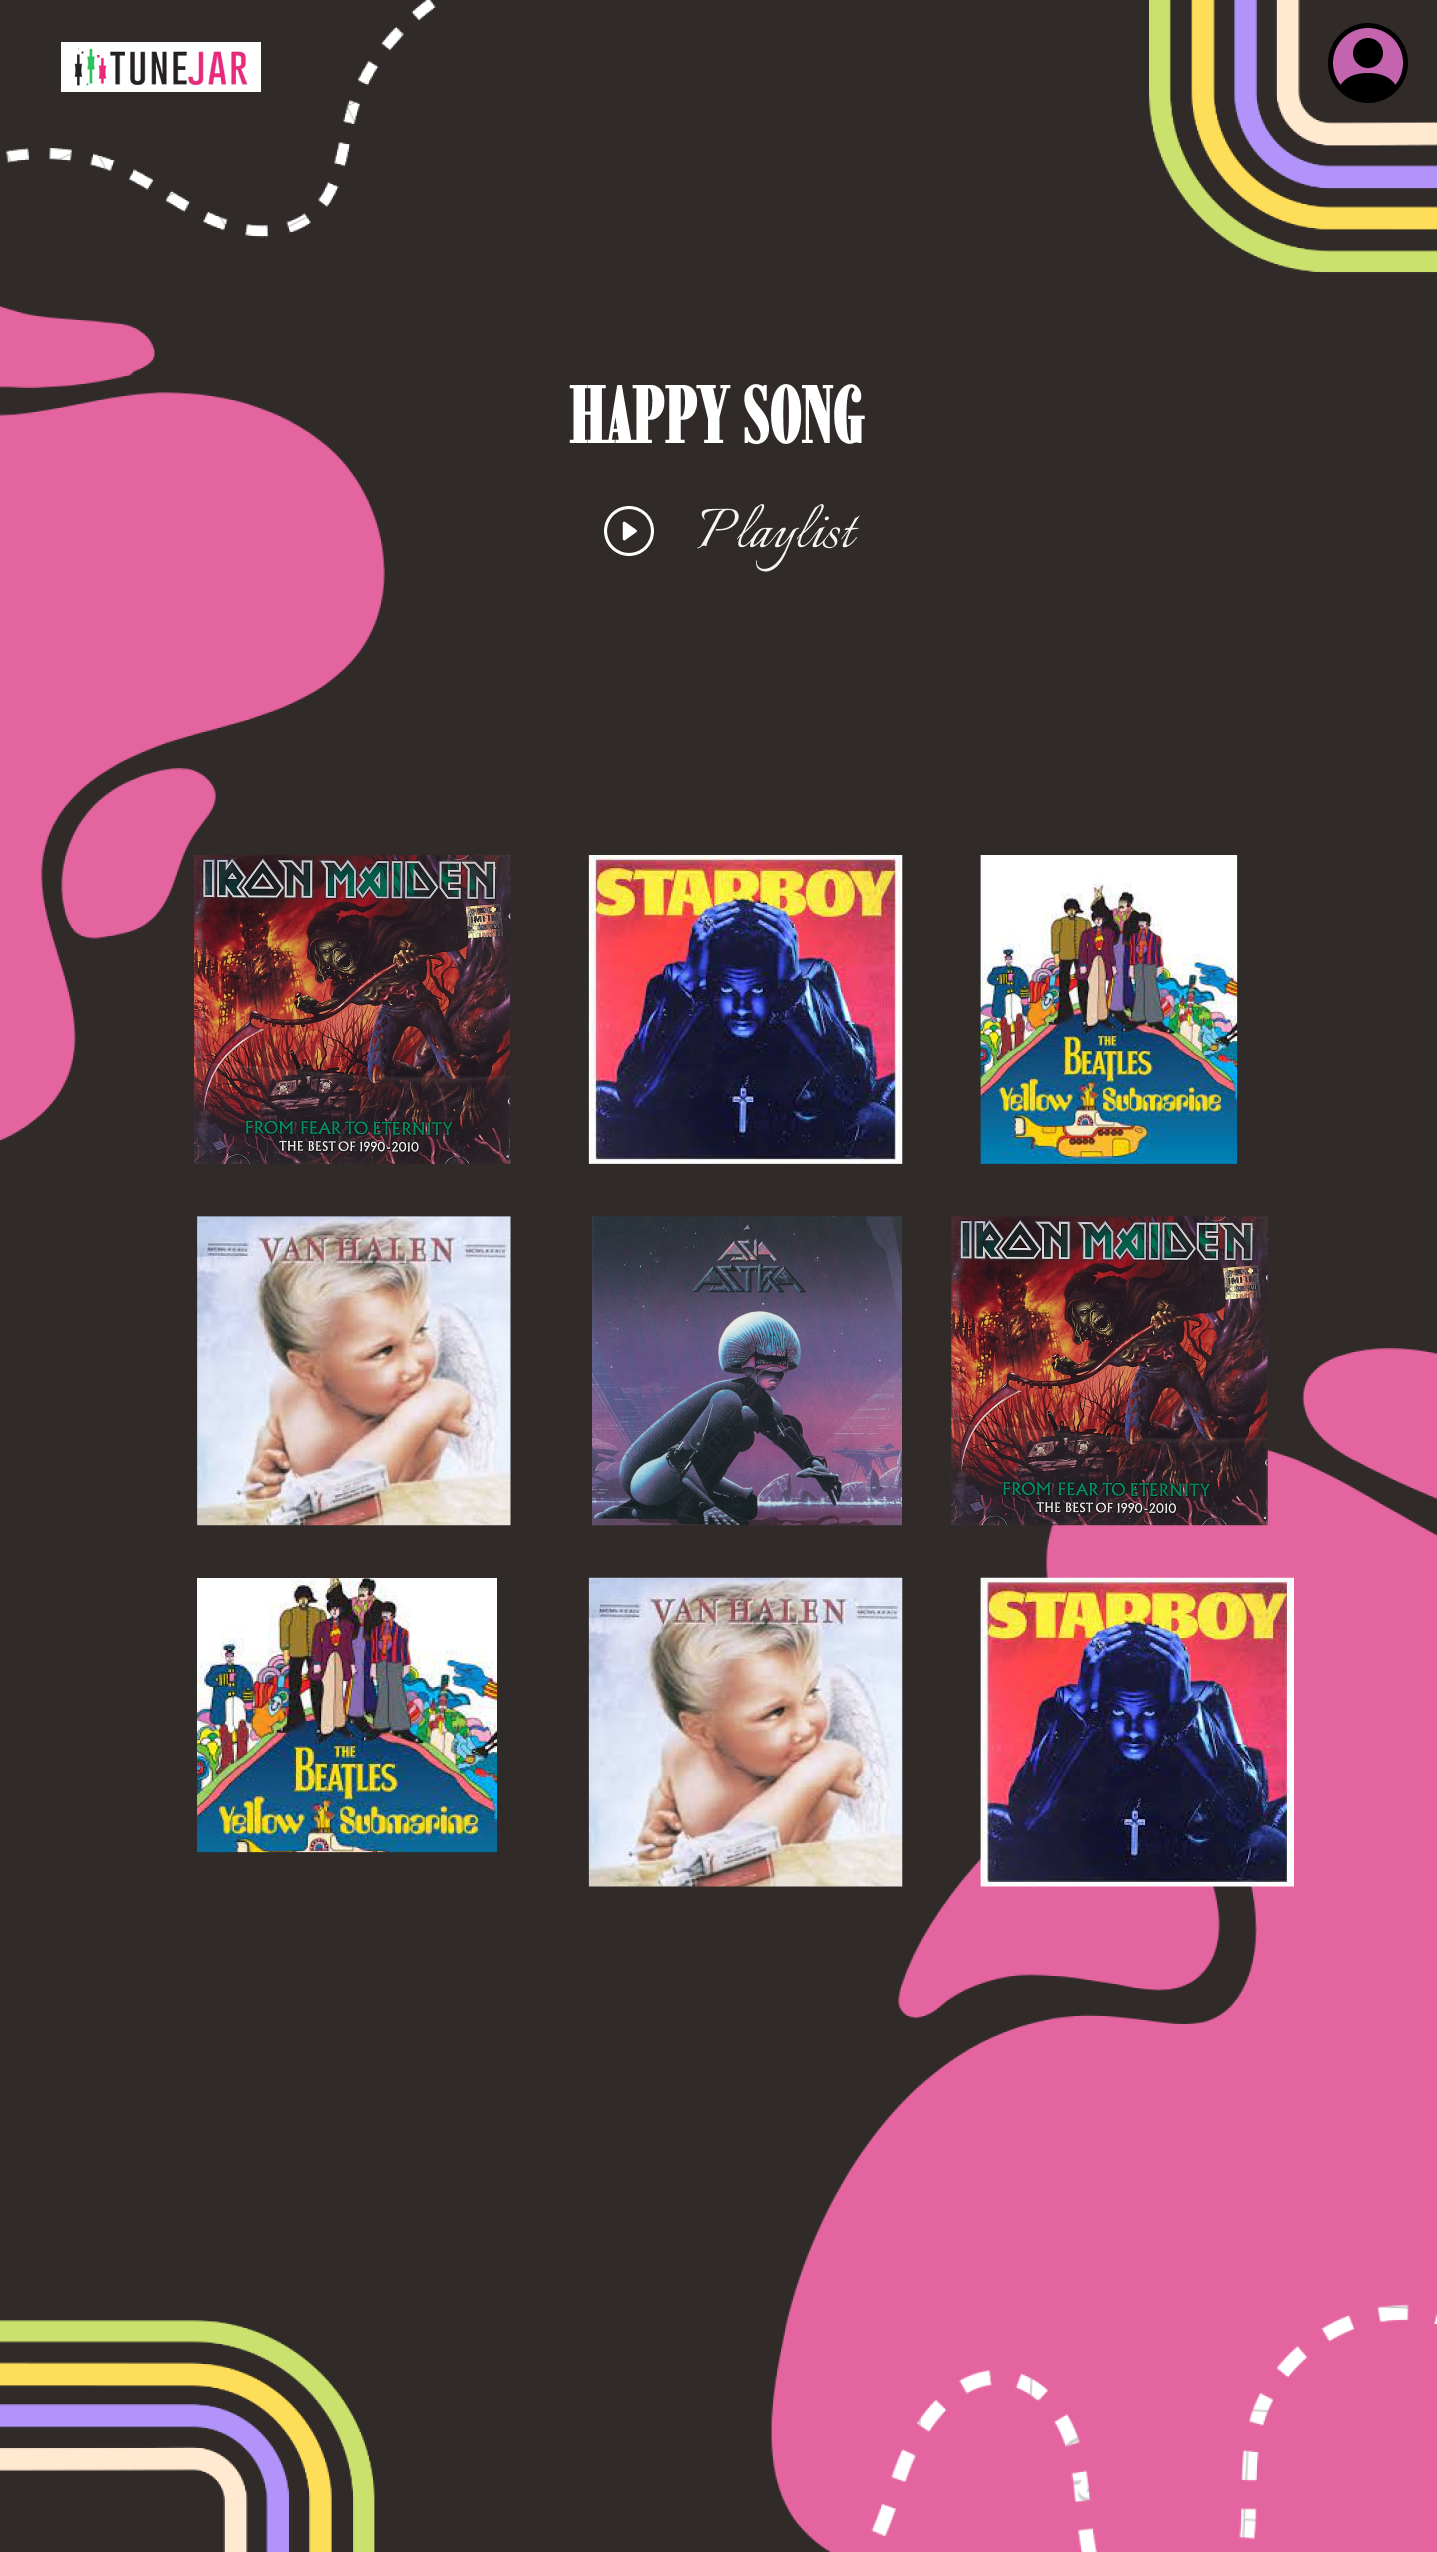 TUNEJAR
HAPPY SONG
Playlist
IRON MAIDEN
FROM FEAR TO ETERNITY
THE BEST OF 1990-2010
STARBOY
THE
BEATLES
Yellow Submarine
VAN HALEN
ASIA
ASTRA
IRON MAIDEN
FROM FEAR TO ETERNITY
THE BEST OF 1990-2010
THE
BEATLES
Yellow Submarine
VAN HALEN
STARBOY